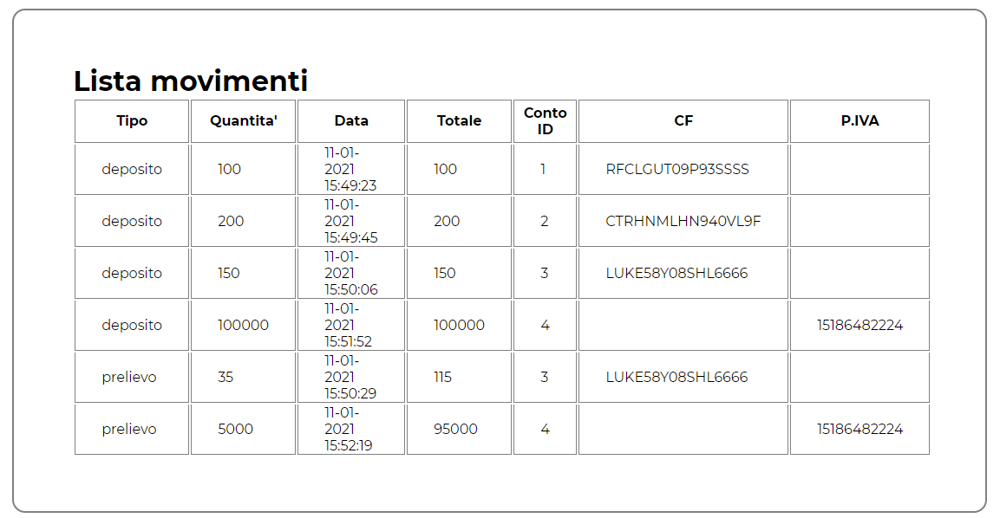 Lista movimenti
Tipo Quantita' Data Totale Conto ID CF P.IVA
deposito 100 11-01-2021 15:49:23 100 1 RFCLGUT09P93SSSS
deposito 200 11-01-2021 15:49:45 200 2 CTRHNMLHN940VL9F
deposito 150 11-01-2021 15:50:06 150 3 LUKE58Y08SHL6666
deposito 100000 11-01-2021 15:51:52 100000 4 15186482224
prelievo 35 11-01-2021 15:50:29 115 3 LUKE58Y08SHL6666
prelievo 5000 11-01-2021 15:52:19 95000 4 15186482224